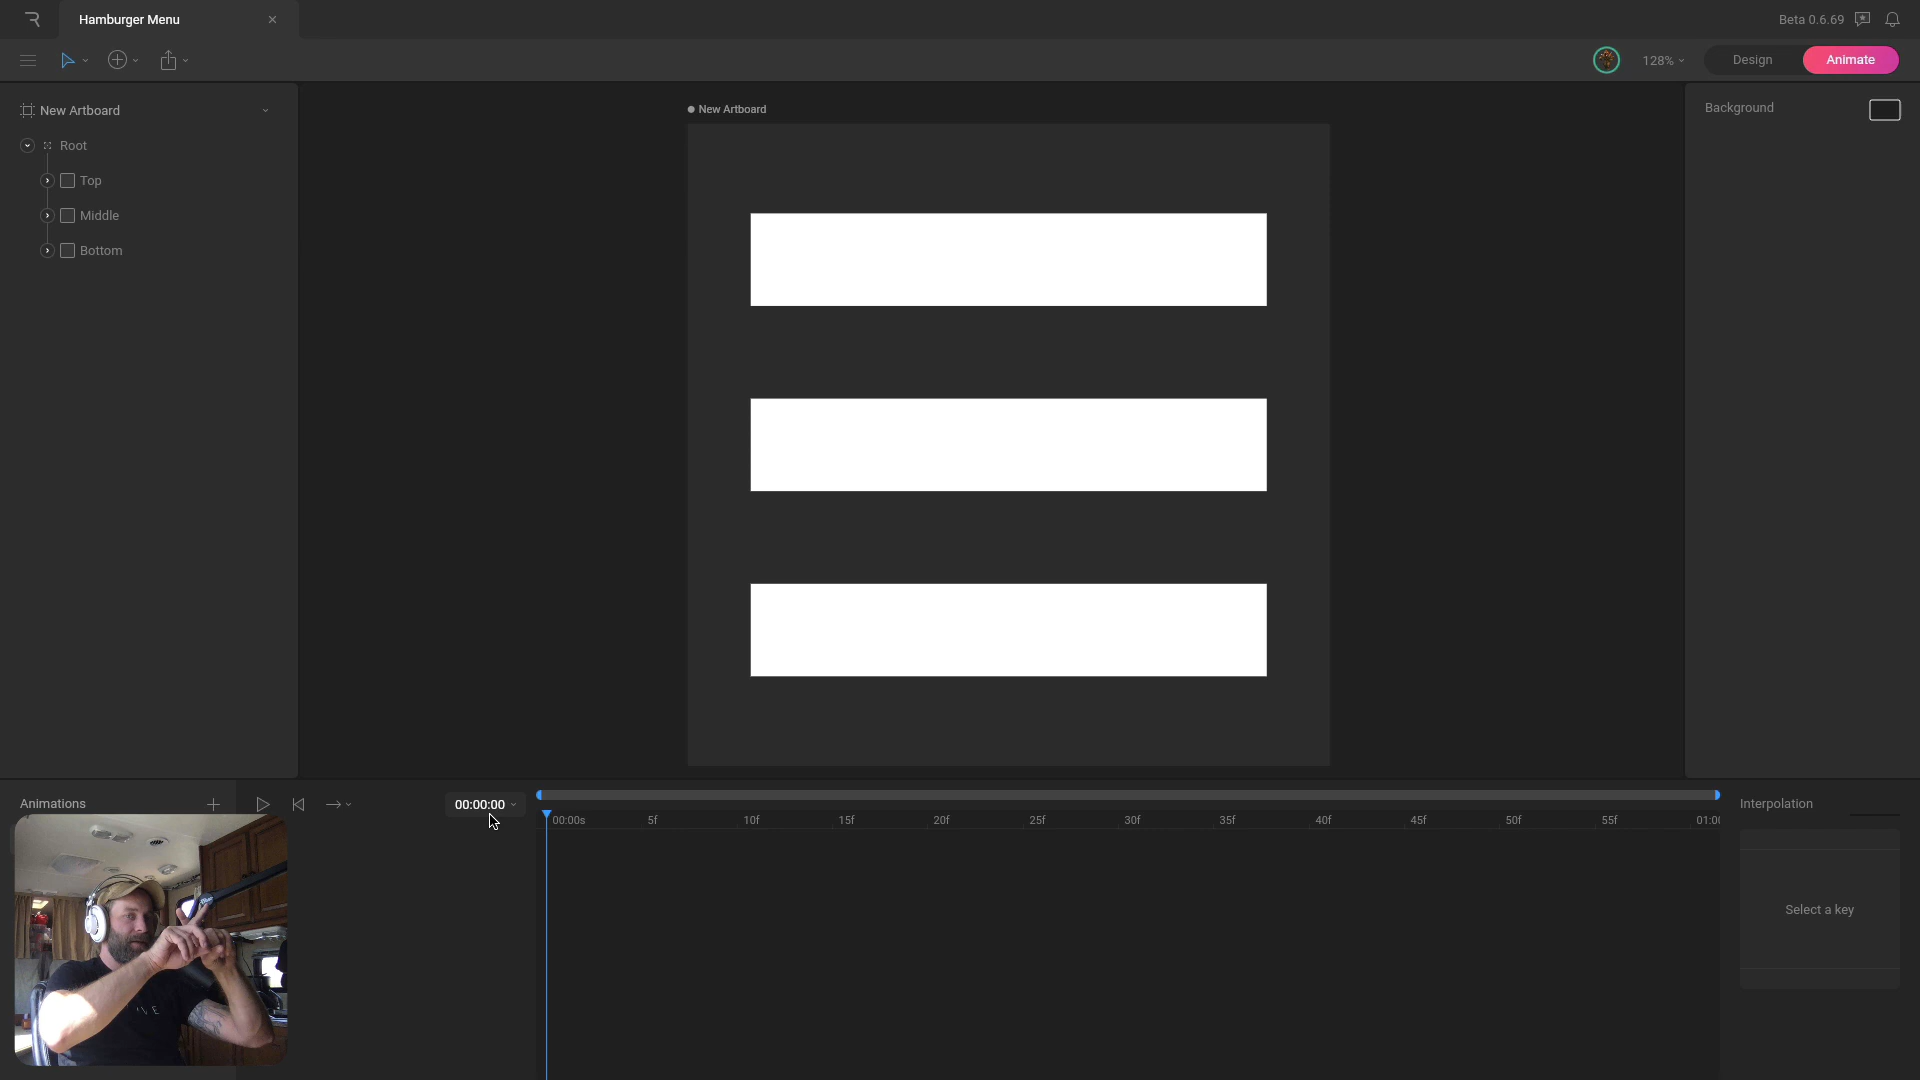 Hamburger Menu
Beta 0.6.69
128%
Design
Animate
New Artboard
Root
Top
Middle
Bottom
New Artboard
Background
Animations
00:00:00
00:00s 5f 10f 15f 20f 25f 30f 35f 40f 45f 50f 55f 01:00
Interpolation
Select a key